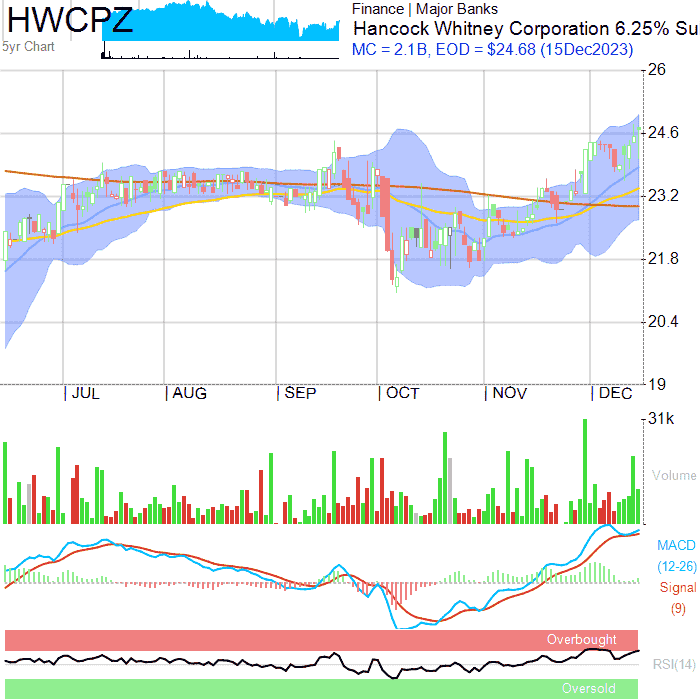 HWCPZ
5yr Chart
Finance | Major Banks
Hancock Whitney Corporation 6.25% Su
MC = 2.1B, EOD = $24.68 (15Dec2023)
26
24.6
23.2
21.8
20.4
19
JUL AUG SEP OCT NOV DEC
31k
Volume
MACD
(12-26)
Signal
(9)
Overbought
RSI(14)
Oversold